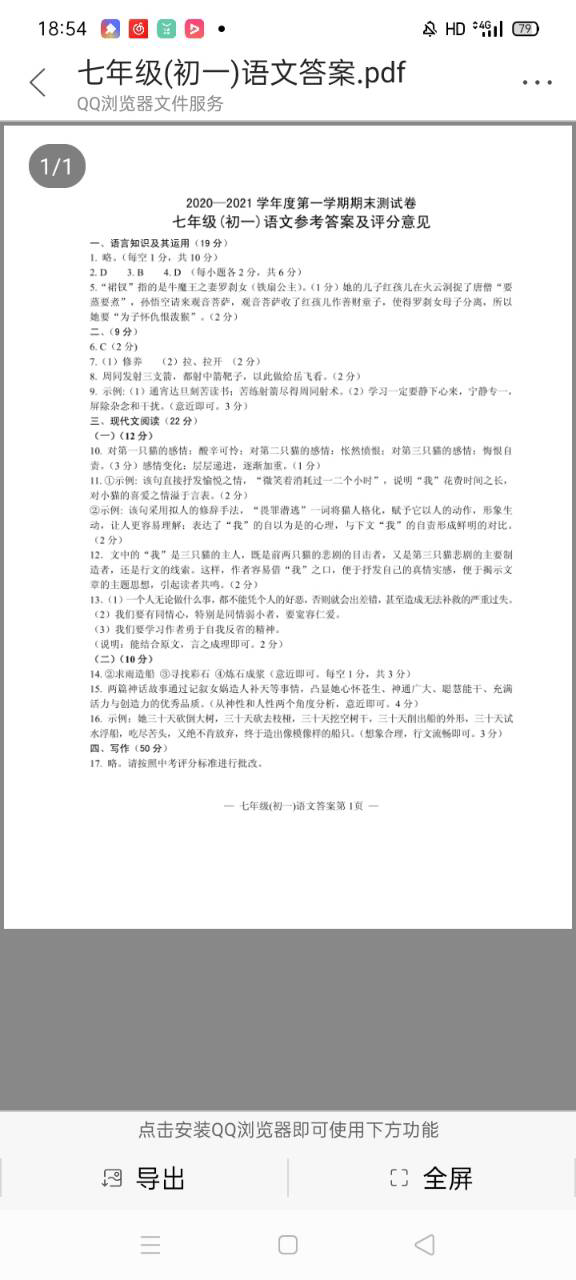 18:54
HD 4G 79
七年级(初一)语文答案.pdf
QQ浏览器文件服务
1/1
2020—2021 学年度第一学期期末测试卷
七年级(初一)语文参考答案及评分意见
一、语言知识及其运用（19 分）
1. 略。（每空 1 分，共 10 分）
2. D 3. B 4. D （每小题各 2 分，共 6 分）
5. “裙钗”指的是牛魔王之妻罗刹女（铁扇公主）。（1 分）她的儿子红孩儿在火云洞捉了唐僧“要
蒸要煮”，孙悟空请来观音菩萨，观音菩萨收了红孩儿作善财童子，使得罗刹女母子分离，所以
她要“为子怀仇恨泼猴”。（2 分）
二、（9 分）
6. C（2 分）
7.（1）修养 （2）拉、拉开 （2 分）
8. 周同发射三支箭，都射中箭靶子，以此做给岳飞看。（2 分）
9. 示例：（1）通宵达旦刻苦读书；苦练射箭尽得周同射术。（2）学习一定要静下心来，宁静专一，
屏除杂念和干扰。（意近即可。3 分）
三、现代文阅读（22 分）
（一）（12 分）
10. 对第一只猫的感情：酸辛可怜；对第二只猫的感情：怅然愤恨；对第三只猫的感情：悔恨自
责。（3 分）感情变化：层层递进，逐渐加重。（1 分）
11. ①示例：该句直接抒发愉悦之情，“微笑着消耗过一二个小时”，说明“我”花费时间之长，
对小猫的喜爱之情溢于言表。（2 分）
②示例：该句采用拟人的修辞手法，“畏罪潜逃”一词将猫人格化，赋予它以人的动作，形象生
动，让人更容易理解；表达了“我”的自以为是的心理，与下文“我”的自责形成鲜明的对比。
（2 分）
12. 文中的“我”是三只猫的主人，既是前两只猫的悲剧的目击者，又是第三只猫悲剧的主要制
造者，还是行文的线索。这样，作者容易借“我”之口，便于抒发自己的真情实感，便于揭示文
章的主题思想，引起读者共鸣。（2 分）
13.（1）一个人无论做什么事，都不能凭个人的好恶，否则就会出差错，甚至造成无法补救的严重过失。
（2）我们要有同情心，特别是同情弱小者，要宽容仁爱。
（3）我们要学习作者勇于自我反省的精神。
（说明：能结合原文，言之成理即可。2 分）
（二）（10 分）
14. ②求雨造船 ③寻找彩石 ④炼石成浆（意近即可。每空 1 分，共 3 分）
15. 两篇神话故事通过记叙女娲造人补天等事情，凸显她心怀苍生、神通广大、聪慧能干、充满
活力与创造力的优秀品质。（从神性和人性两个角度分析，意近即可。4 分）
16. 示例：她三十天砍倒大树，三十天砍去枝桠，三十天挖空树干，三十天削出船的外形，三十天试
水浮船，吃尽苦头，又绝不肯放弃，终于造出像模像样的船只。（想象合理，行文流畅即可。3 分）
四、写作（50 分）
17. 略。请按照中考评分标准进行批改。
— 七年级(初一)语文答案第 1 页 —
点击安装QQ浏览器即可使用下方功能
导出 全屏